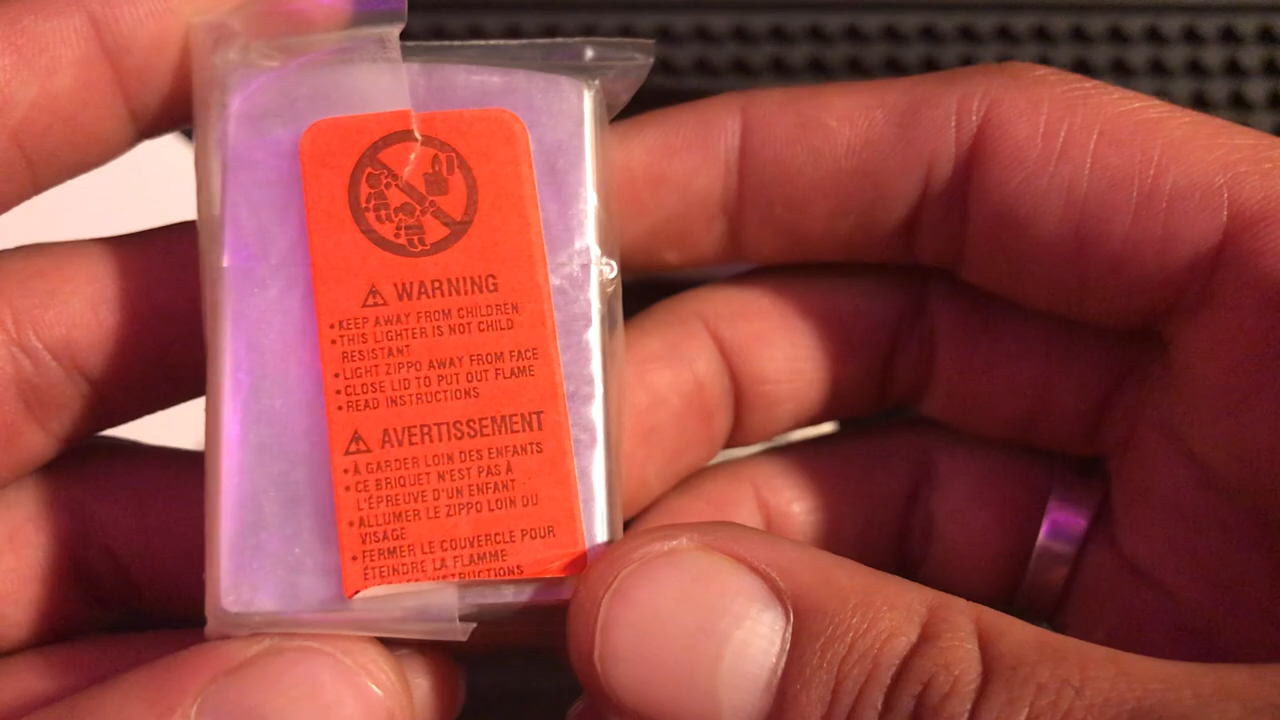 WARNING
• KEEP AWAY FROM CHILDREN
• THIS LIGHTER IS NOT CHILD
RESISTANT
• LIGHT ZIPPO AWAY FROM FACE
• CLOSE LID TO PUT OUT FLAME
• READ INSTRUCTIONS
AVERTISSEMENT
• À GARDER LOIN DES ENFANTS
• CE BRIQUET N'EST PAS À
L'ÉPREUVE D'UN ENFANT
• ALLUMER LE ZIPPO LOIN DU
VISAGE
• FERMER LE COUVERCLE POUR
ÉTEINDRE LA FLAMME
INSTRUCTIONS